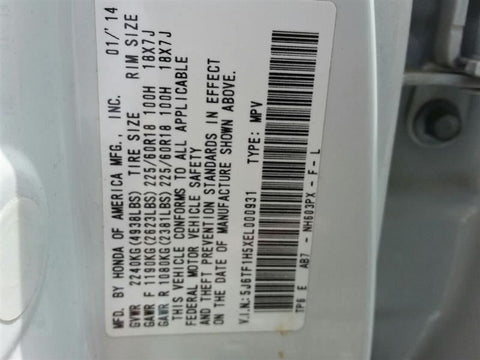 MFD. BY HONDA OF AMERICA MFG., INC. 01/'14
GVWR 2240KG(4938LBS) TIRE SIZE RIM SIZE
GAWR F 1190KG(2623LBS) 225/60R18 100H 18X7J
GAWR R 1080KG(2381LBS) 225/60R18 100H 18X7J
THIS VEHICLE CONFORMS TO ALL APPLICABLE
FEDERAL MOTOR VEHICLE SAFETY
AND THEFT PREVENTION STANDARDS IN EFFECT
ON THE DATE OF MANUFACTURE SHOWN ABOVE.
V.I.N.: 5J6TF1H5XEL000931 TYPE: MPV
TP6 E AB7 - NH603PX - F - L